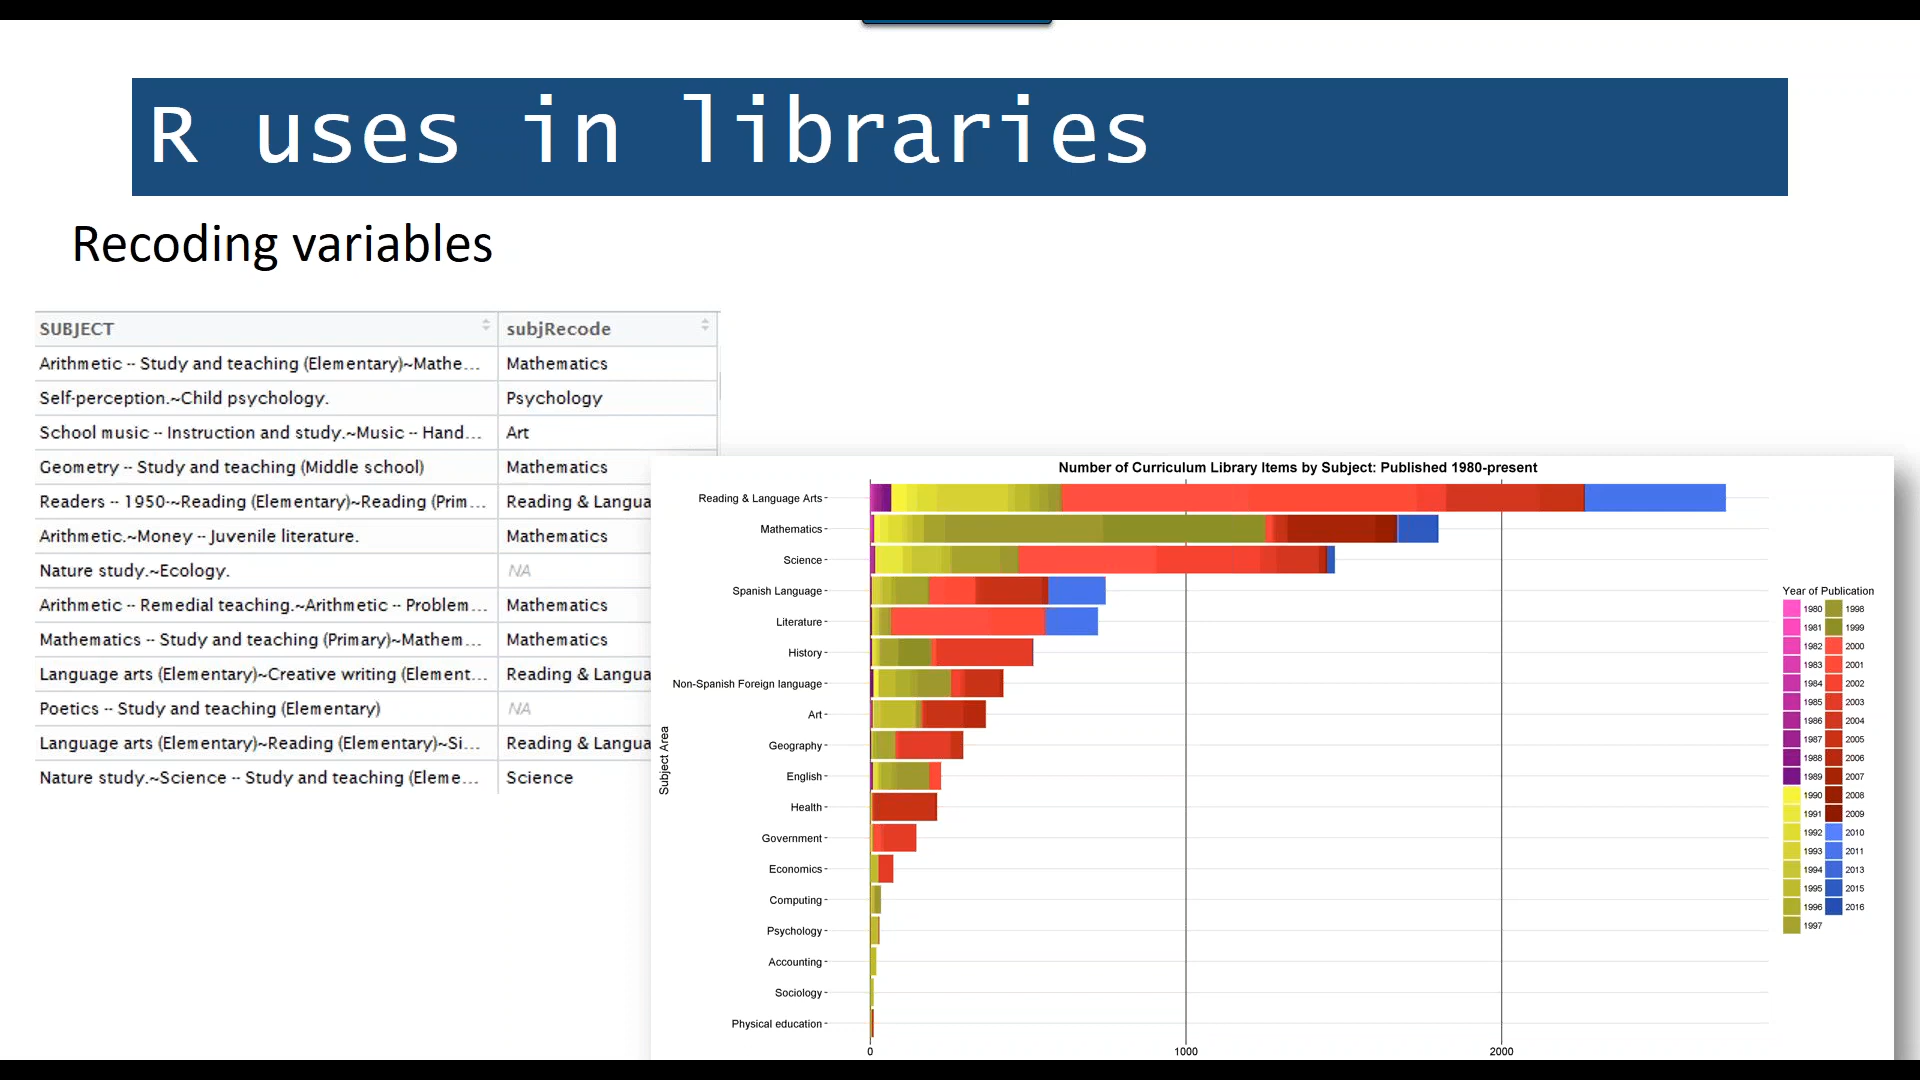 R uses in libraries
Recoding variables
SUBJECT subjRecode
Arithmetic -- Study and teaching (Elementary)~Mathe... Mathematics
Self-perception.~Child psychology. Psychology
School music -- Instruction and study.~Music -- Hand... Art
Geometry -- Study and teaching (Middle school) Mathematics
Readers -- 1950-~Reading (Elementary)~Reading (Prim... Reading & Langua
Arithmetic.~Money -- Juvenile literature. Mathematics
Nature study.~Ecology. NA
Arithmetic -- Remedial teaching.~Arithmetic -- Problem... Mathematics
Mathematics -- Study and teaching (Primary)~Mathem... Mathematics
Language arts (Elementary)~Creative writing (Element... Reading & Langua
Poetics -- Study and teaching (Elementary) NA
Language arts (Elementary)~Reading (Elementary)~Si... Reading & Langua
Nature study.~Science -- Study and teaching (Eleme... Science
Number of Curriculum Library Items by Subject: Published 1980-present
Subject Area
Reading & Language Arts
Mathematics
Science
Spanish Language
Literature
History
Non-Spanish Foreign language
Art
Geography
English
Health
Government
Economics
Computing
Psychology
Accounting
Sociology
Physical education
0 1000 2000
Year of Publication
1980 1998
1981 1999
1982 2000
1983 2001
1984 2002
1985 2003
1986 2004
1987 2005
1988 2006
1989 2007
1990 2008
1991 2009
1992 2010
1993 2011
1994 2013
1995 2015
1996 2016
1997